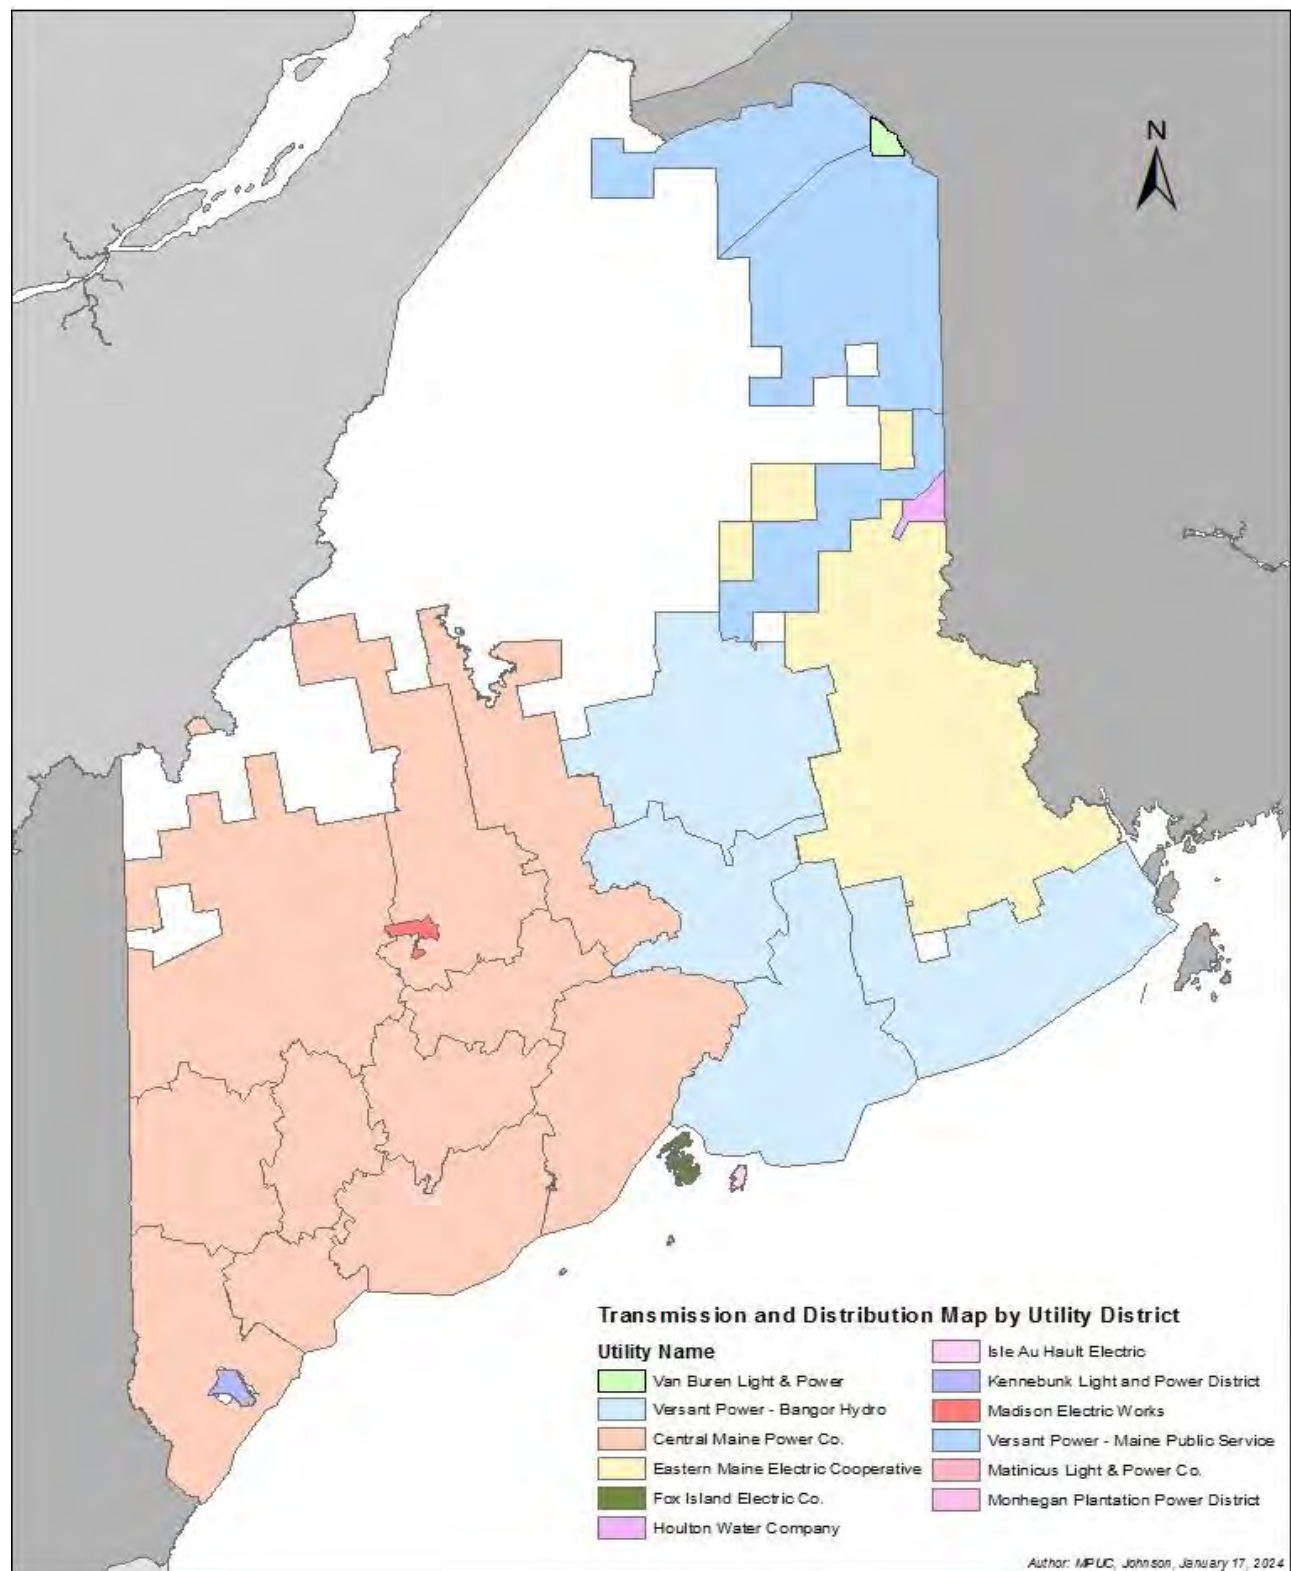 N
Transmission and Distribution Map by Utility District
Utility Name
Van Buren Light & Power
Versant Power - Bangor Hydro
Central Maine Power Co.
Eastern Maine Electric Cooperative
Fox Island Electric Co.
Houlton Water Company
Isle Au Hault Electric
Kennebunk Light and Power District
Madison Electric Works
Versant Power - Maine Public Service
Matinicus Light & Power Co.
Monhegan Plantation Power District
Author: MPUC, Johnson, January 17, 2024